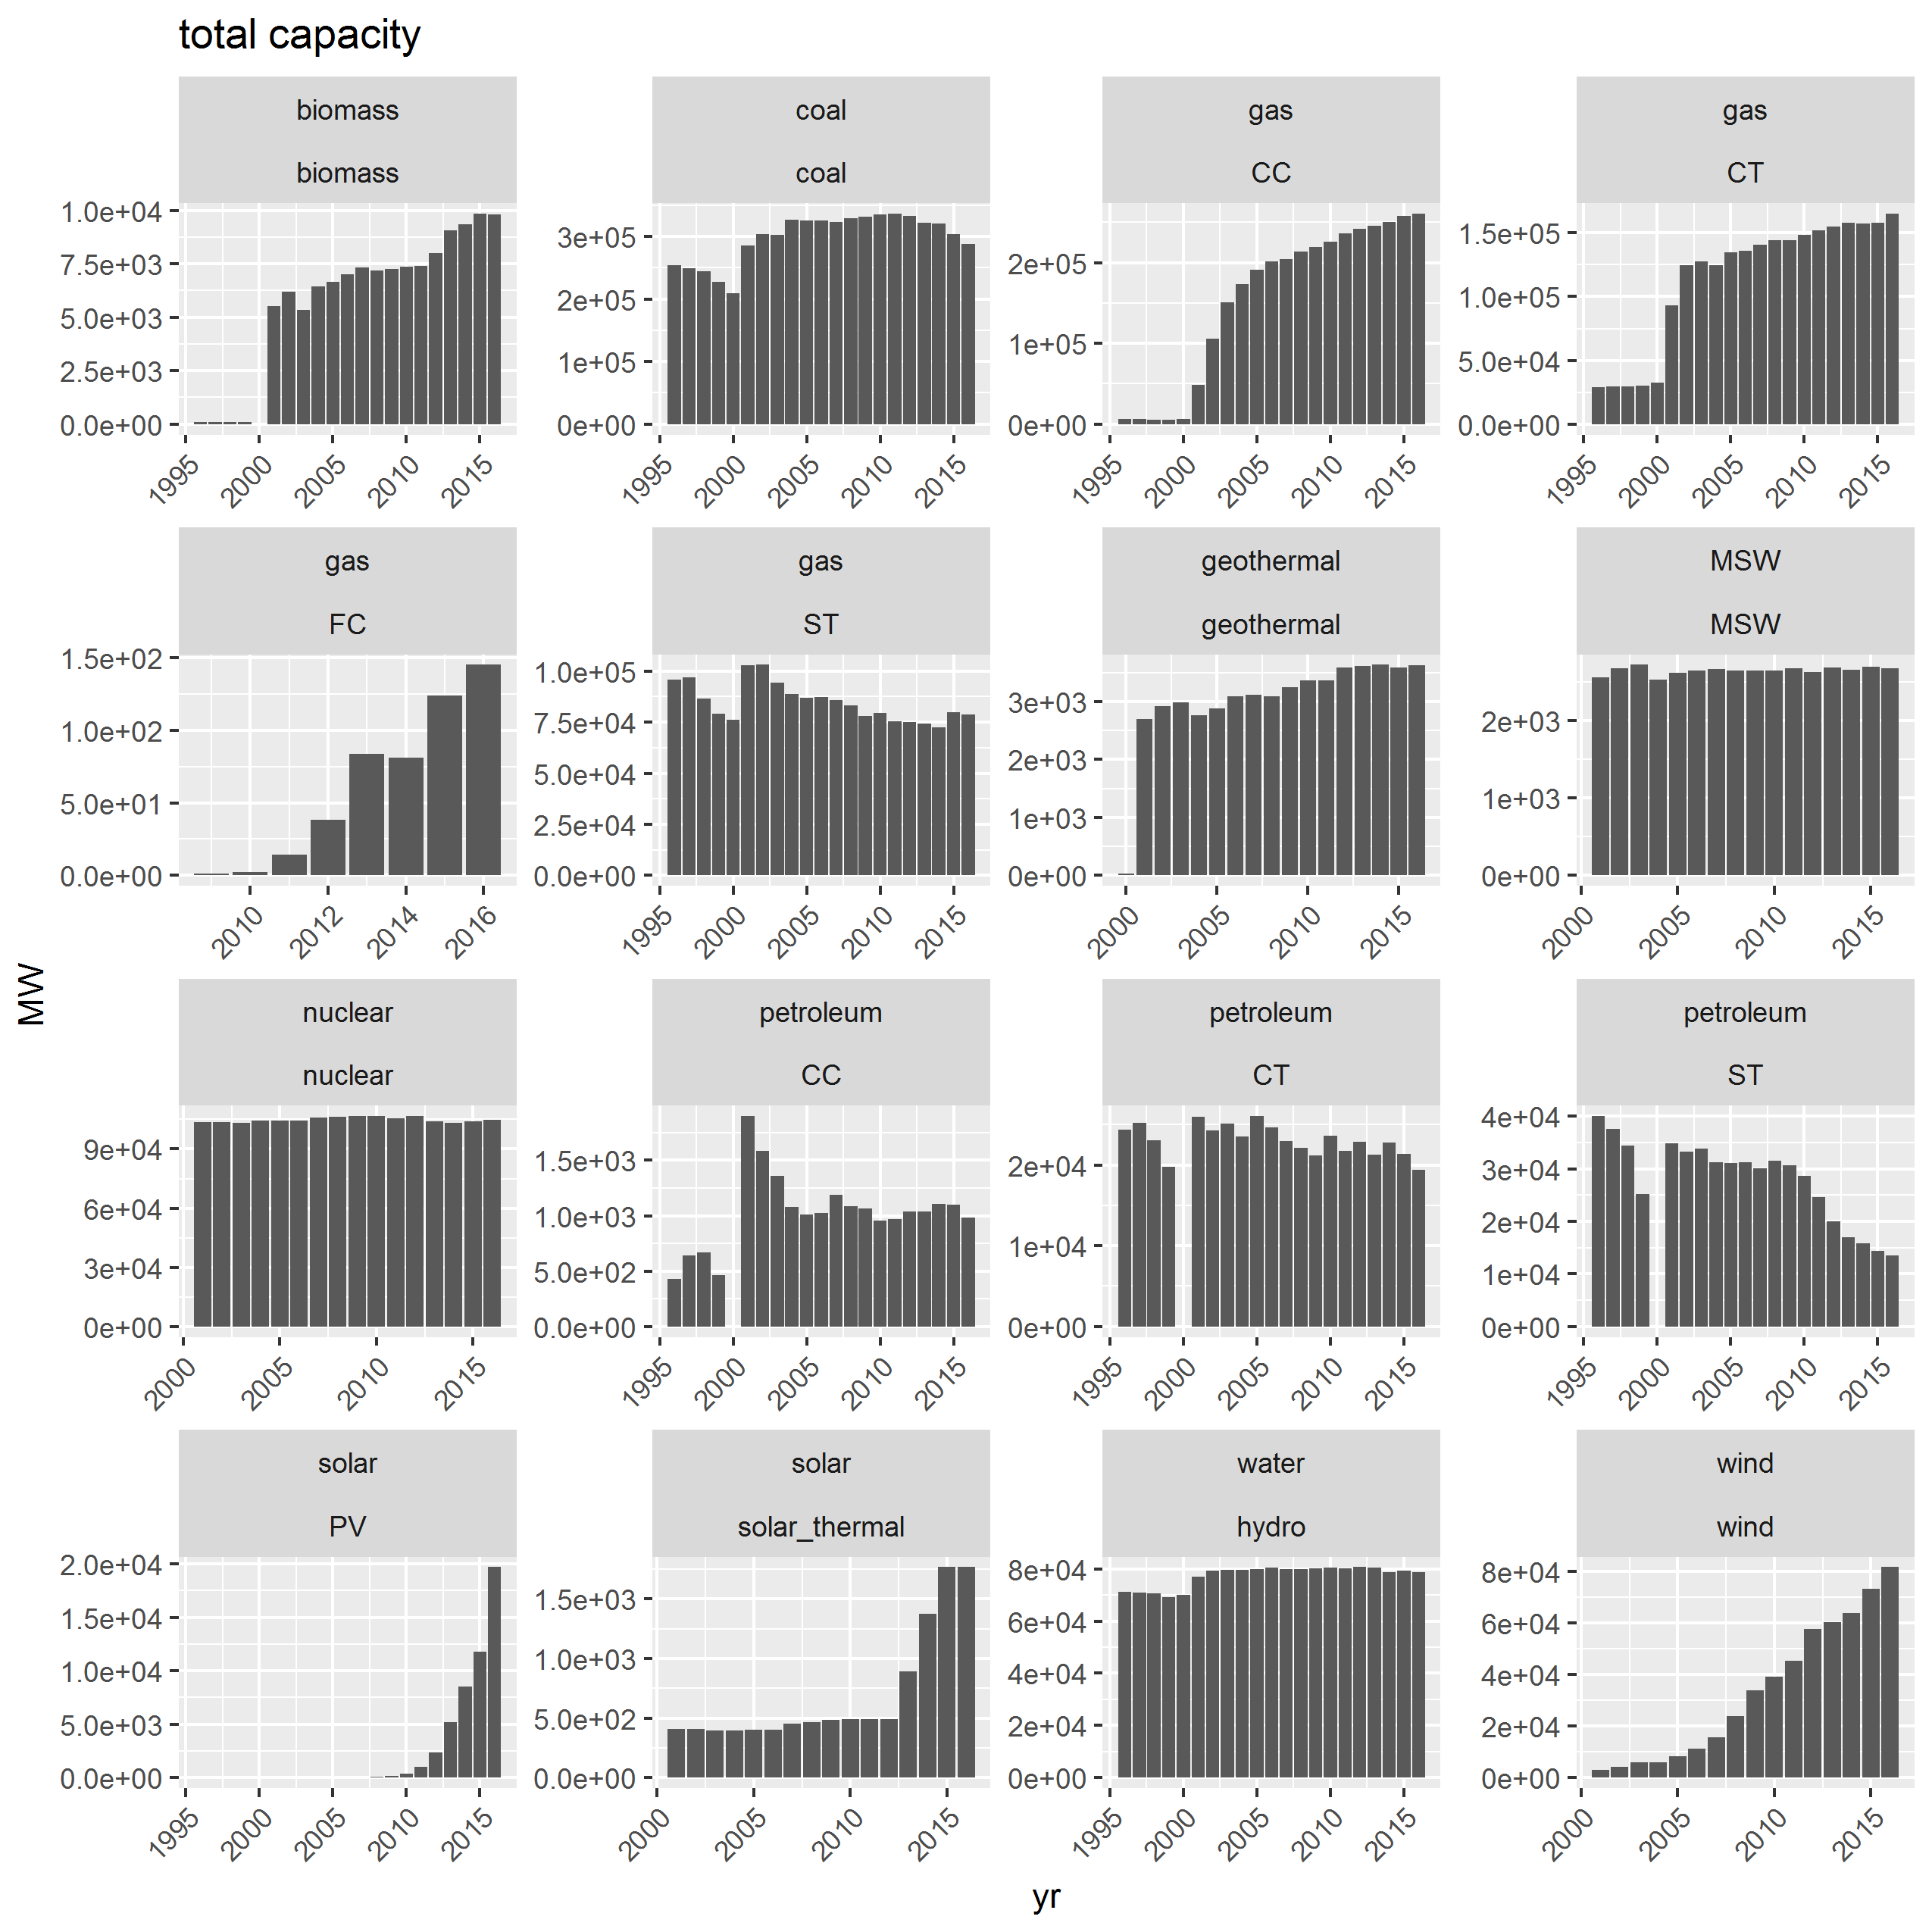 total capacity
biomass
biomass
1.0e+04
7.5e+03
5.0e+03
2.5e+03
0.0e+00
1995
2000
2005
2010
2015
coal
coal
3e+05
2e+05
1e+05
0e+00
1995
2000
2005
2010
2015
gas
CC
2e+05
1e+05
0e+00
1995
2000
2005
2010
2015
gas
CT
1.5e+05
1.0e+05
5.0e+04
0.0e+00
1995
2000
2005
2010
2015
gas
FC
1.5e+02
1.0e+02
5.0e+01
0.0e+00
2010
2012
2014
2016
gas
ST
1.0e+05
7.5e+04
5.0e+04
2.5e+04
0.0e+00
1995
2000
2005
2010
2015
geothermal
geothermal
3e+03
2e+03
1e+03
0e+00
2000
2005
2010
2015
MSW
MSW
2e+03
1e+03
0e+00
2000
2005
2010
2015
MW
nuclear
nuclear
9e+04
6e+04
3e+04
0e+00
2000
2005
2010
2015
petroleum
CC
1.5e+03
1.0e+03
5.0e+02
0.0e+00
1995
2000
2005
2010
2015
petroleum
CT
2e+04
1e+04
0e+00
1995
2000
2005
2010
2015
petroleum
ST
4e+04
3e+04
2e+04
1e+04
0e+00
1995
2000
2005
2010
2015
solar
PV
2.0e+04
1.5e+04
1.0e+04
5.0e+03
0.0e+00
1995
2000
2005
2010
2015
solar
solar_thermal
1.5e+03
1.0e+03
5.0e+02
0.0e+00
2000
2005
2010
2015
water
hydro
8e+04
6e+04
4e+04
2e+04
0e+00
1995
2000
2005
2010
2015
wind
wind
8e+04
6e+04
4e+04
2e+04
0e+00
2000
2005
2010
2015
yr